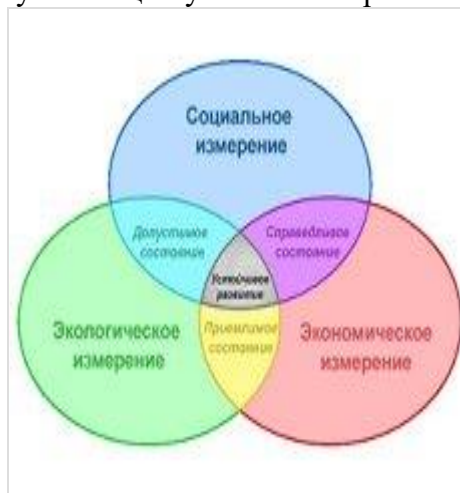 Социальное
измерение
Допустимое
состояние
Справедливое
состояние
Устойчивое
развитие
Экологическое
измерение
Приемлимое
состояние
Экономическое
измерение